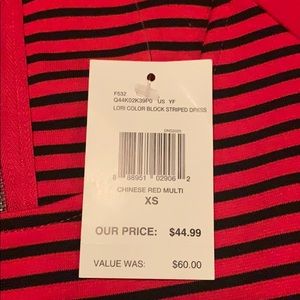 F532
Q44K02K39P0 US YF
LORI COLOR BLOCK STRIPED DRESS
8 88951 02906 2
CHINESE RED MULTI
XS
OUR PRICE: $44.99
VALUE WAS: $60.00